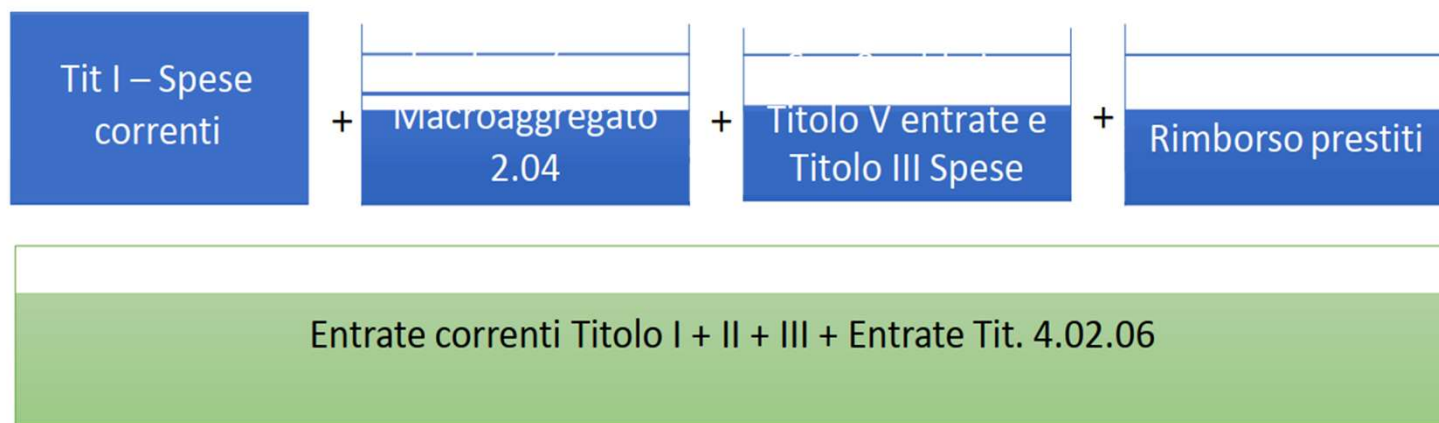 Tit I – Spese
correnti
+
Macroaggregato
2.04
+
Titolo V entrate e
Titolo III Spese
+
Rimborso prestiti
Entrate correnti Titolo I + II + III + Entrate Tit. 4.02.06